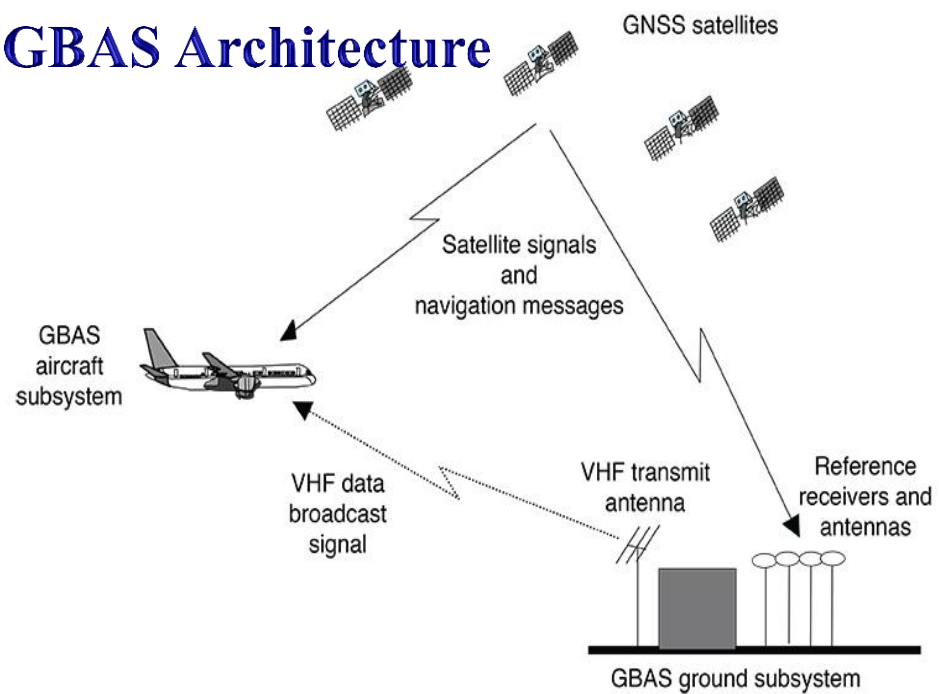 GBAS Architecture
GNSS satellites
Satellite signals
and
navigation messages
GBAS
aircraft
subsystem
VHF data
broadcast
signal
VHF transmit
antenna
Reference
receivers and
antennas
GBAS ground subsystem